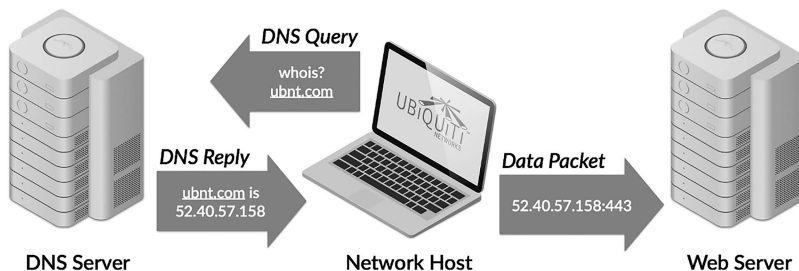 DNS Query
whois?
ubnt.com
DNS Reply
ubnt.com is
52.40.57.158
UBIQUITI
NETWORKS
Data Packet
52.40.57.158:443
DNS Server
Network Host
Web Server